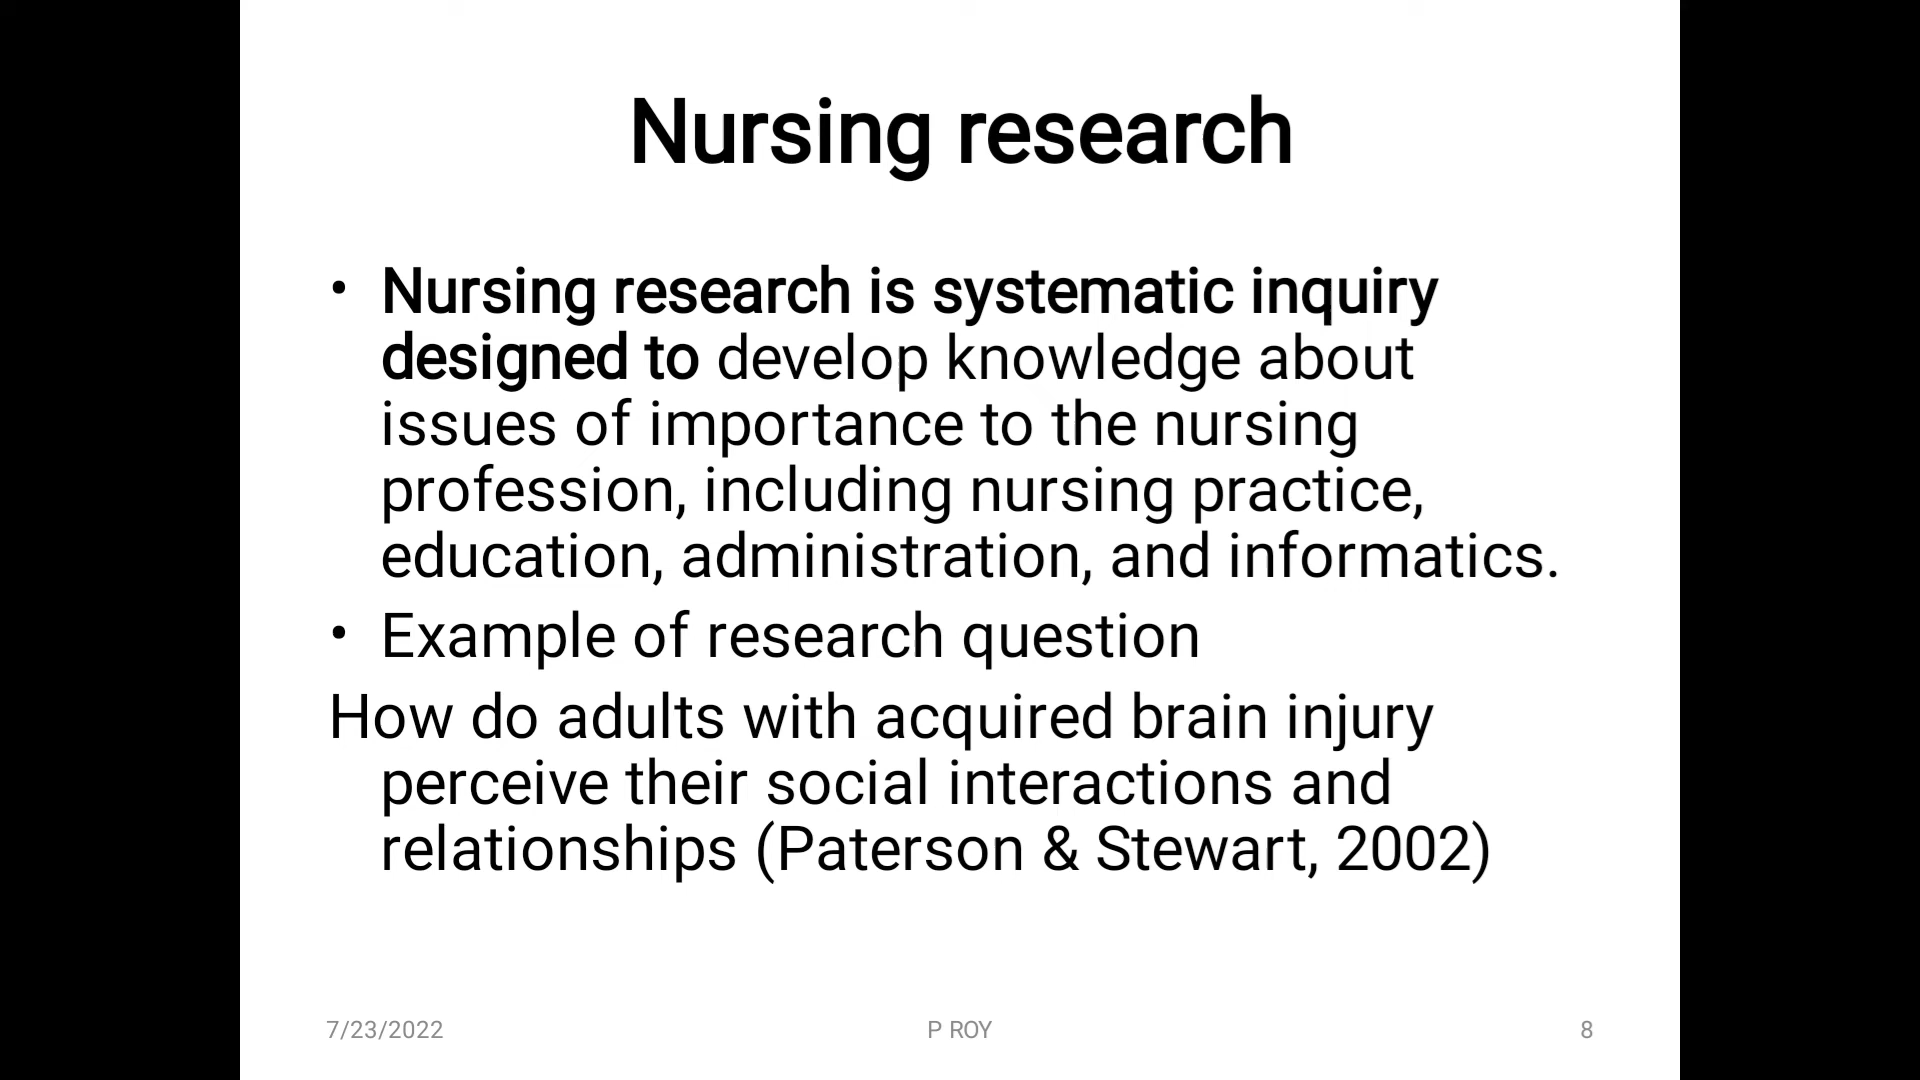 Nursing research
• Nursing research is systematic inquiry
designed to develop knowledge about
issues of importance to the nursing
profession, including nursing practice,
education, administration, and informatics.
• Example of research question
How do adults with acquired brain injury
perceive their social interactions and
relationships (Paterson & Stewart, 2002)
7/23/2022 P ROY 8